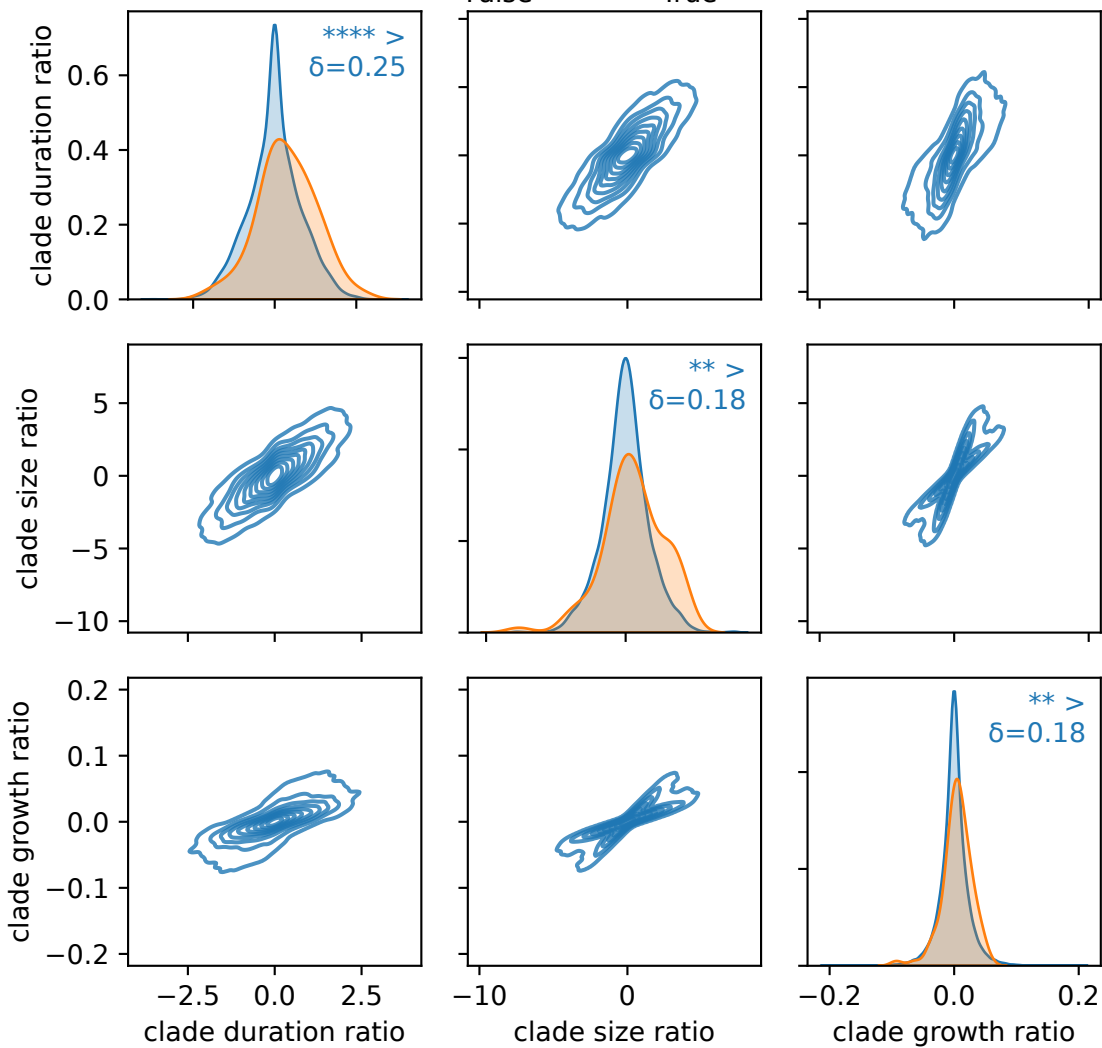 clade duration ratio
0.6
0.4
0.2
0.0
**** >
δ=0.25
clade size ratio
5
0
−5
−10
** >
δ=0.18
clade growth ratio
0.2
0.1
0.0
−0.1
−0.2
** >
δ=0.18
−2.5 0.0 2.5
clade duration ratio
−10 0
clade size ratio
−0.2 0.0 0.2
clade growth ratio